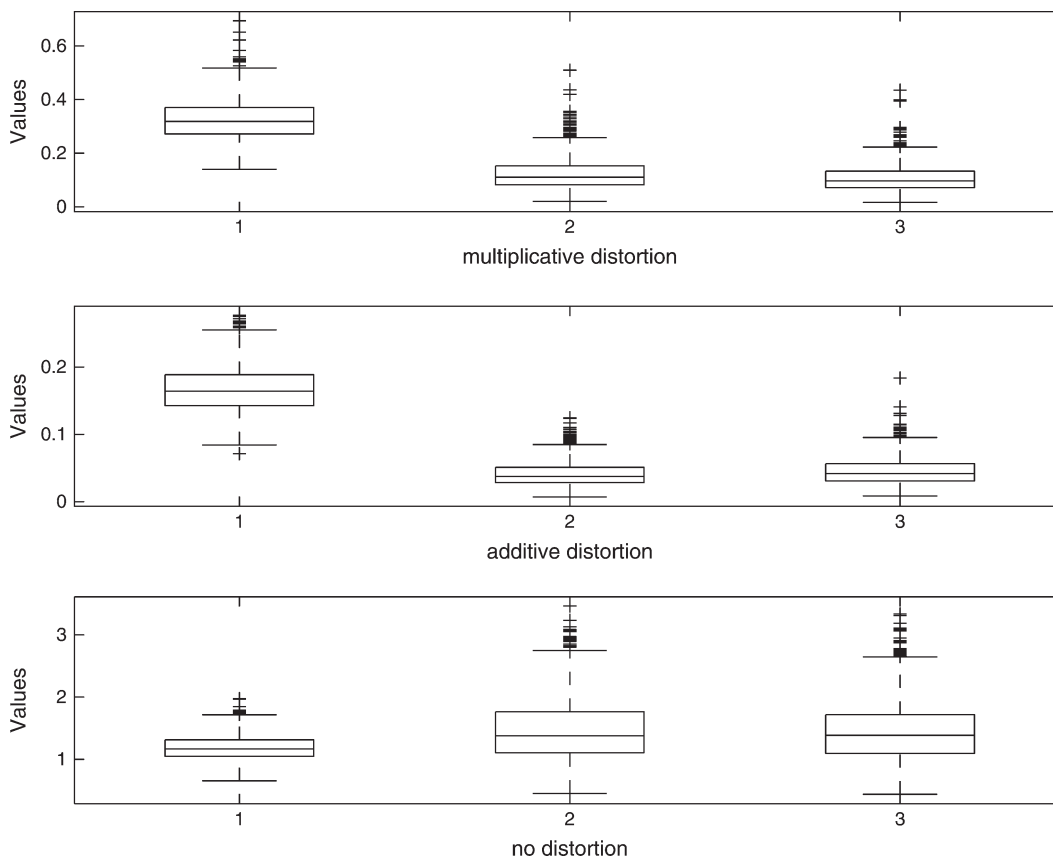 Values
0.6
0.4
0.2
0
1 2 3
multiplicative distortion
Values
0.2
0.1
0
1 2 3
additive distortion
Values
3
2
1
1 2 3
no distortion